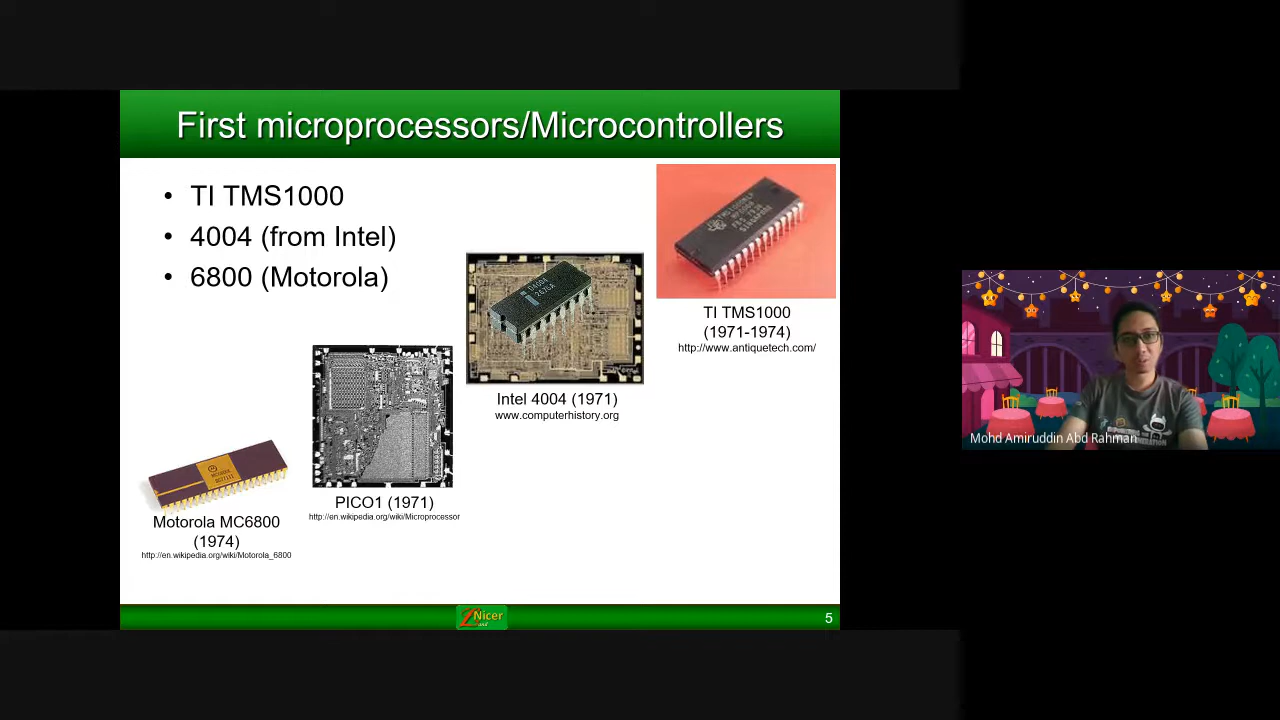 First microprocessors/Microcontrollers
• TI TMS1000
• 4004 (from Intel)
• 6800 (Motorola)
TI TMS1000
(1971-1974)
http://www.antiquetech.com/
Intel 4004 (1971)
www.computerhistory.org
PICO1 (1971)
http://en.wikipedia.org/wiki/Microprocessor
Motorola MC6800
(1974)
http://en.wikipedia.org/wiki/Motorola_6800
Nicer
5
Mohd Amiruddin Abd Rahman